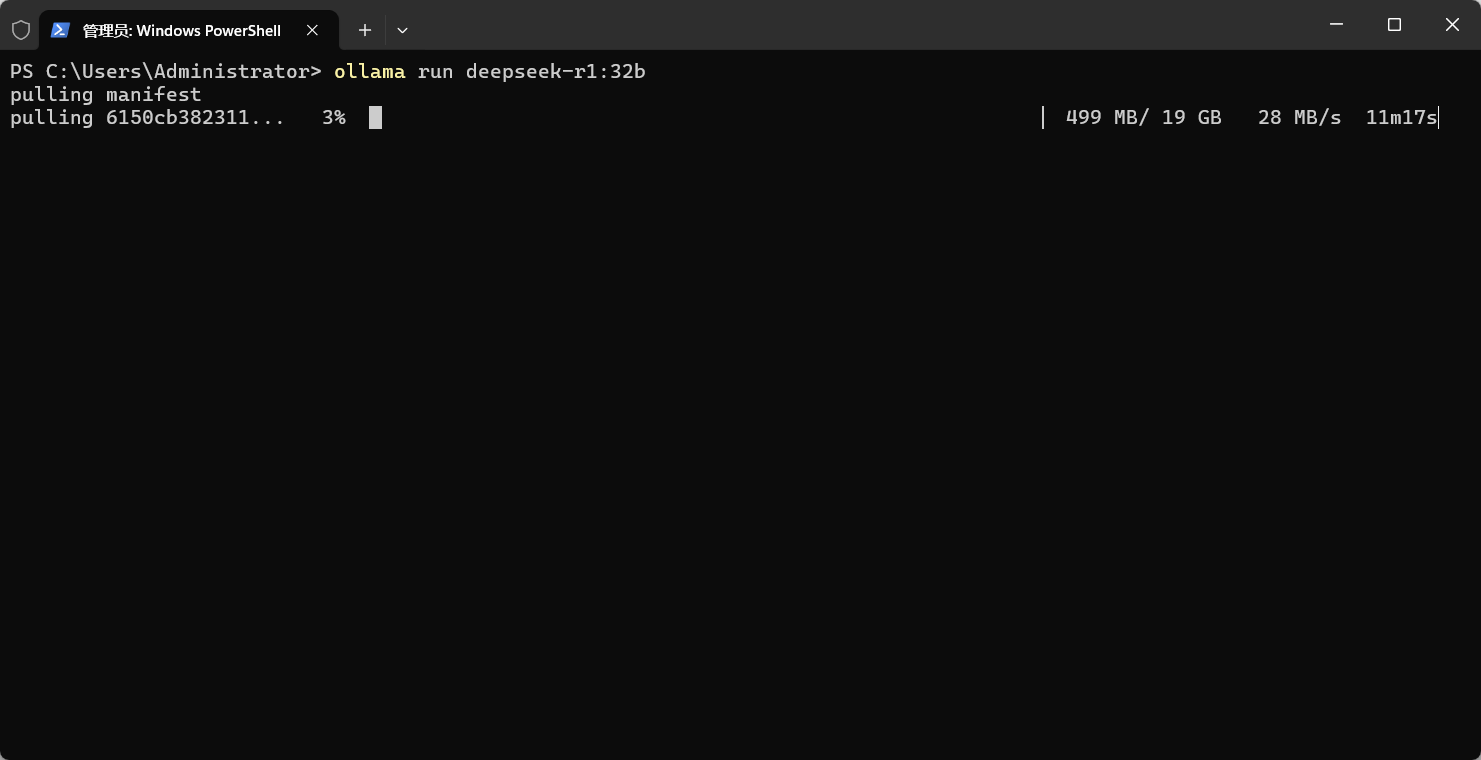 管理员: Windows PowerShell
PS C:\Users\Administrator> ollama run deepseek-r1:32b
pulling manifest
pulling 6150cb382311...   3%  ▕ 499 MB/ 19 GB   28 MB/s  11m17s